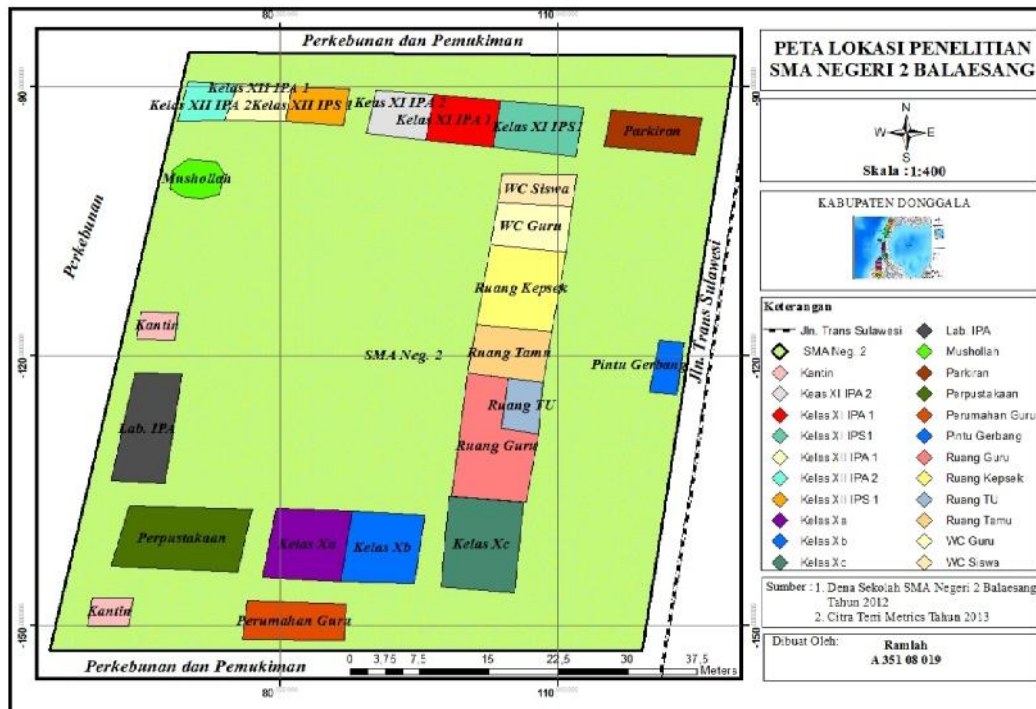 80
110
Perkebunan dan Pemukiman
PETA LOKASI PENELITIAN
SMA NEGERI 2 BALAESANG
-90
-90
Kelas XII IPA 1
Kelas XII IPA 2
Kelas XII IPS 1
Keas XI IPA 2
Kelas XI IPA 1
Kelas XI IPS1
Parkiran
N
W
E
S
Skala : 1:400
Mushollah
WC Siswa
WC Guru
KABUPATEN DONGGALA
Perkebunan
Jln. Trans Sulawesi
Ruang Kepsek
Kantin
SMA Neg. 2
Ruang Tamu
Pintu Gerbang
-120
-120
Ruang TU
Lab. IPA
Ruang Guru
Perpustakaan
Kelas Xa
Kelas Xb
Kelas Xc
Kantin
Perumahan Guru
-150
-150
Perkebunan dan Pemukiman
0 3,75 7,5 15 22,5 30 37,5
Meters
80
110
Keterangan
Jln. Trans Sulawesi
SMA Neg. 2
Kantin
Keas XI IPA 2
Kelas XI IPA 1
Kelas XI IPS1
Kelas XII IPA 1
Kelas XII IPA 2
Kelas XII IPS 1
Kelas Xa
Kelas Xb
Kelas Xc
Lab. IPA
Mushollah
Parkiran
Perpustakaan
Perumahan Guru
Pintu Gerbang
Ruang Guru
Ruang Kepsek
Ruang TU
Ruang Tamu
WC Guru
WC Siswa
Sumber : 1. Dena Sekolah SMA Negeri 2 Balaesang
Tahun 2012
2. Citra Terri Metrics Tahun 2013
Dibuat Oleh:
Ramlah
A 351 08 019